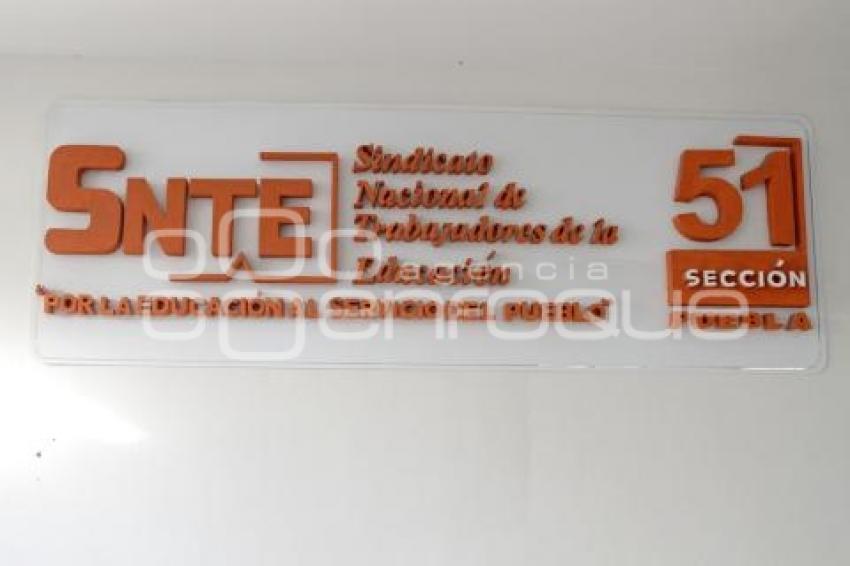 SNTE
Sindicato
Nacional de
Trabajadores de la
Educación
"POR LA EDUCACIÓN AL SERVICIO DEL PUEBLO"
51
SECCIÓN
PUEBLA
agencia
enfoque